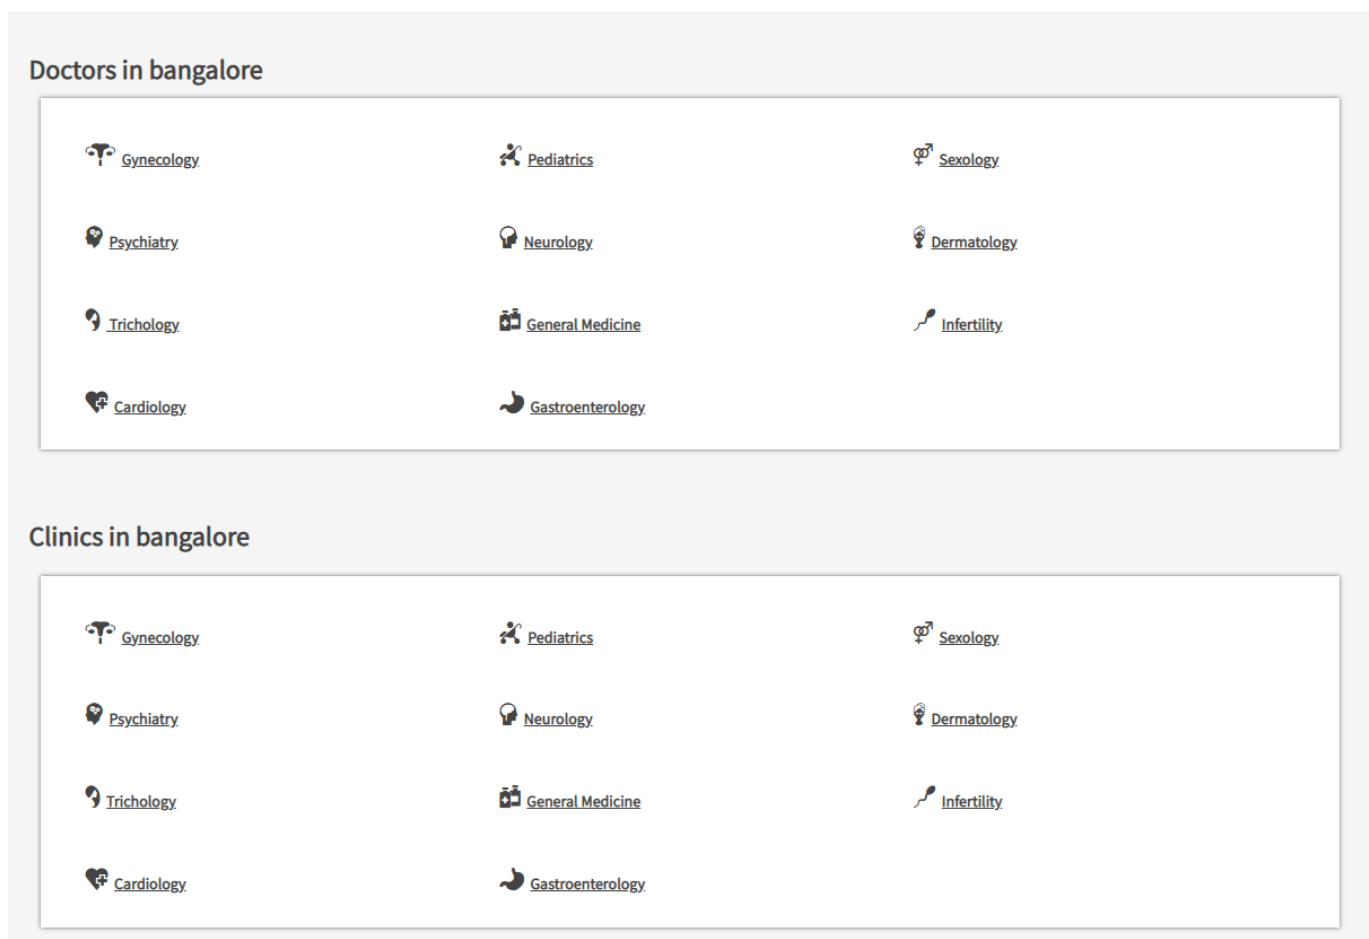 Doctors in bangalore
Gynecology Pediatrics Sexology
Psychiatry Neurology Dermatology
Trichology General Medicine Infertility
Cardiology Gastroenterology
Clinics in bangalore
Gynecology Pediatrics Sexology
Psychiatry Neurology Dermatology
Trichology General Medicine Infertility
Cardiology Gastroenterology